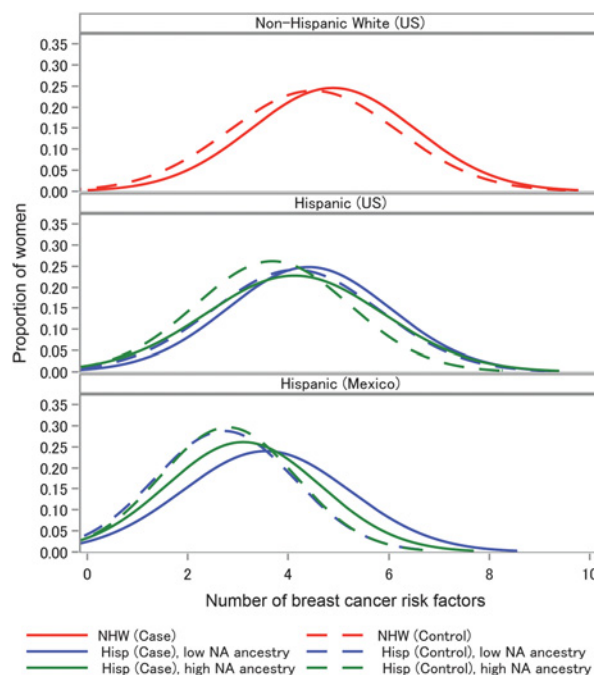 Non-Hispanic White (US)
0.35
0.30
0.25
0.20
0.15
0.10
0.05
0.00
Hispanic (US)
0.35
0.30
0.25
0.20
0.15
0.10
0.05
0.00
Hispanic (Mexico)
0.35
0.30
0.25
0.20
0.15
0.10
0.05
0.00
Proportion of women
0 2 4 6 8 10
Number of breast cancer risk factors
NHW (Case) NHW (Control)
Hisp (Case), low NA ancestry Hisp (Control), low NA ancestry
Hisp (Case), high NA ancestry Hisp (Control), high NA ancestry